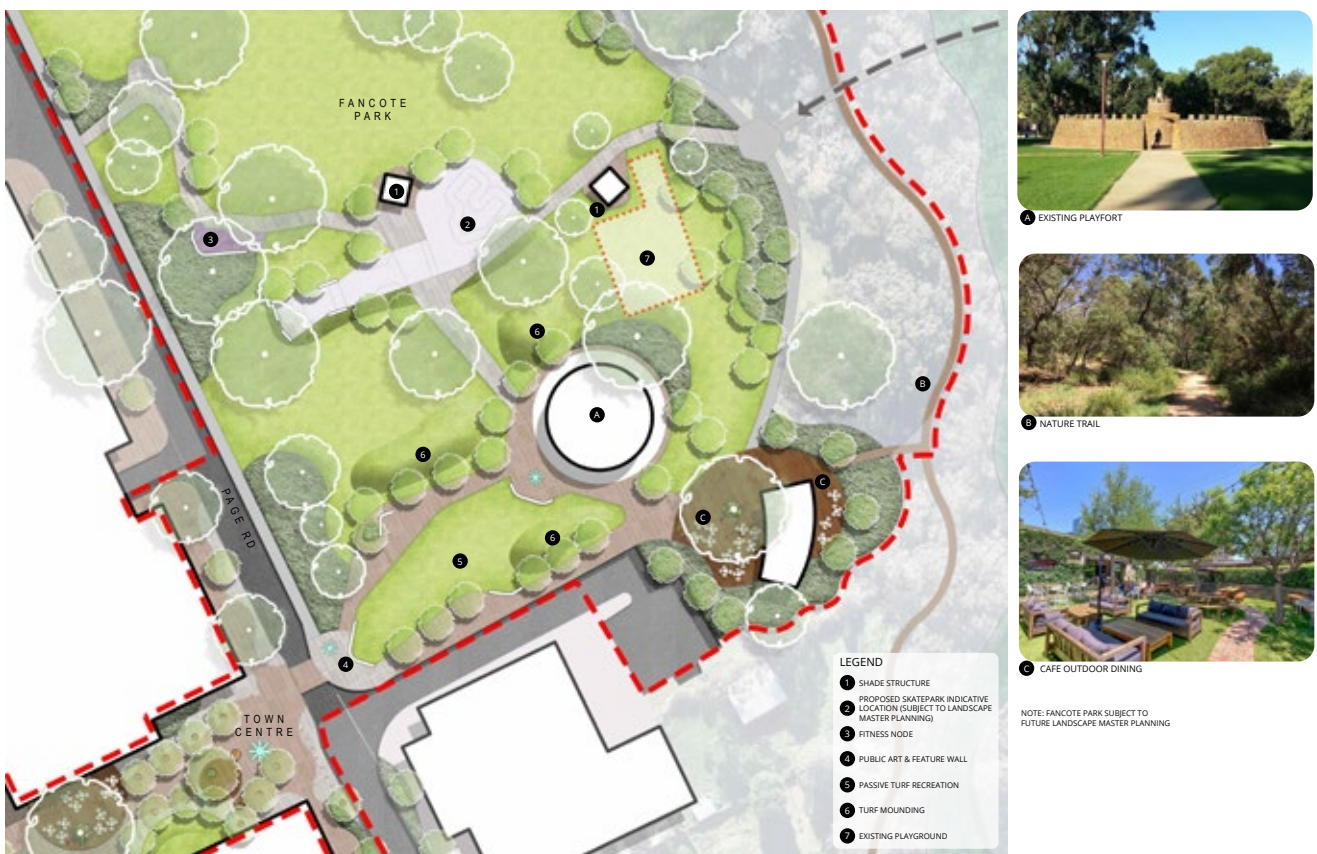 FANCOTE
PARK
1
1
2
3
7
6
A
B
6
C
C
6
5
4
PAGE RD
TOWN
CENTRE
LEGEND
1 SHADE STRUCTURE
2 PROPOSED SKATEPARK INDICATIVE
LOCATION (SUBJECT TO LANDSCAPE
MASTER PLANNING)
3 FITNESS NODE
4 PUBLIC ART & FEATURE WALL
5 PASSIVE TURF RECREATION
6 TURF MOUNDING
7 EXISTING PLAYGROUND
A EXISTING PLAYFORT
B NATURE TRAIL
C CAFE OUTDOOR DINING
NOTE: FANCOTE PARK SUBJECT TO
FUTURE LANDSCAPE MASTER PLANNING